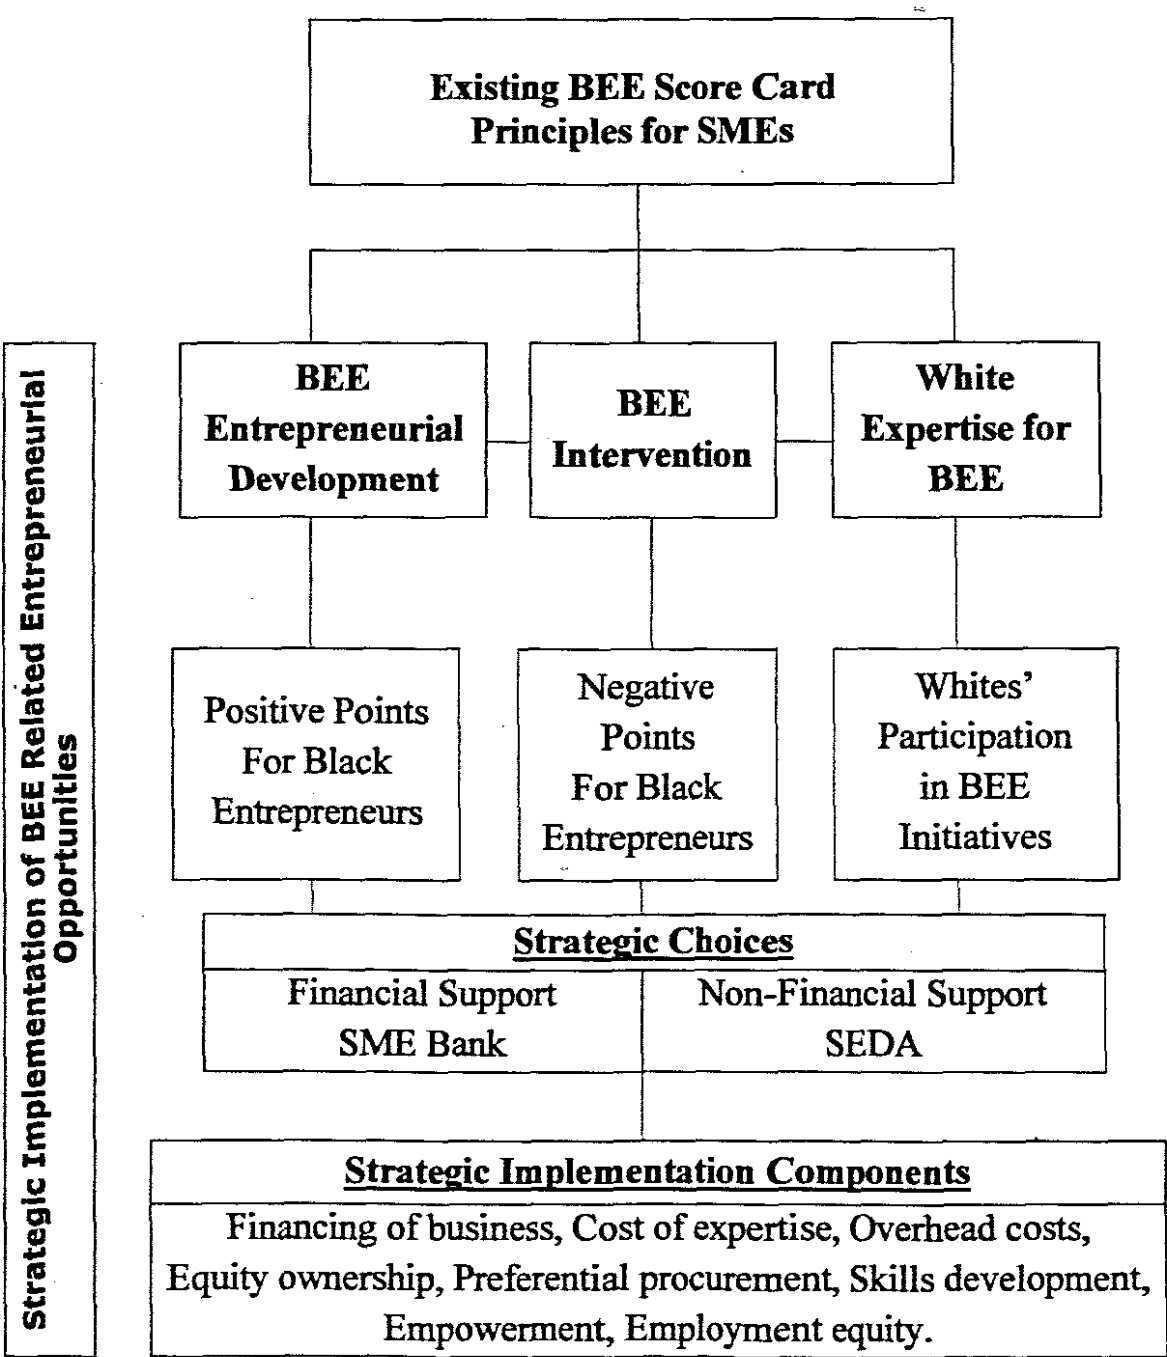 Existing BEE Score Card
Principles for SMEs
Strategic Implementation of BEE Related Entrepreneurial
Opportunities
BEE
Entrepreneurial
Development
BEE
Intervention
White
Expertise for
BEE
Positive Points
For Black
Entrepreneurs
Negative
Points
For Black
Entrepreneurs
Whites’
Participation
in BEE
Initiatives
Strategic Choices
Financial Support
SME Bank
Non-Financial Support
SEDA
Strategic Implementation Components
Financing of business, Cost of expertise, Overhead costs,
Equity ownership, Preferential procurement, Skills development,
Empowerment, Employment equity.